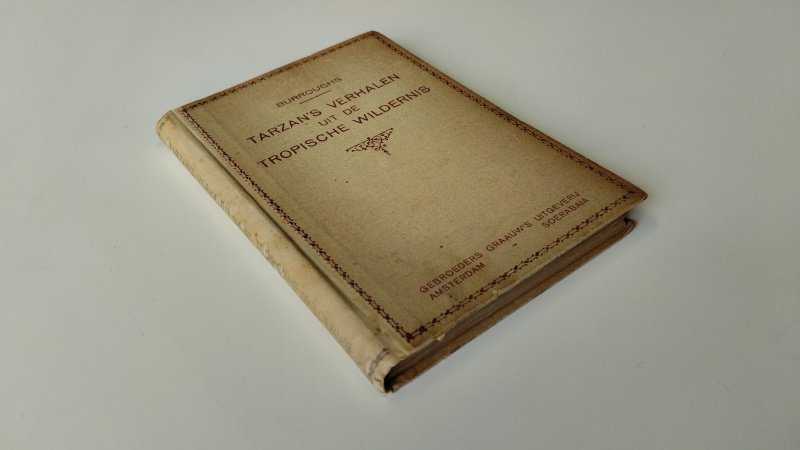 BURROUGHS
TARZAN'S VERHALEN
UIT DE
TROPISCHE WILDERNIS
GEBROEDERS GRAAUW'S UITGEVERIJ
AMSTERDAM - SOERABAIA